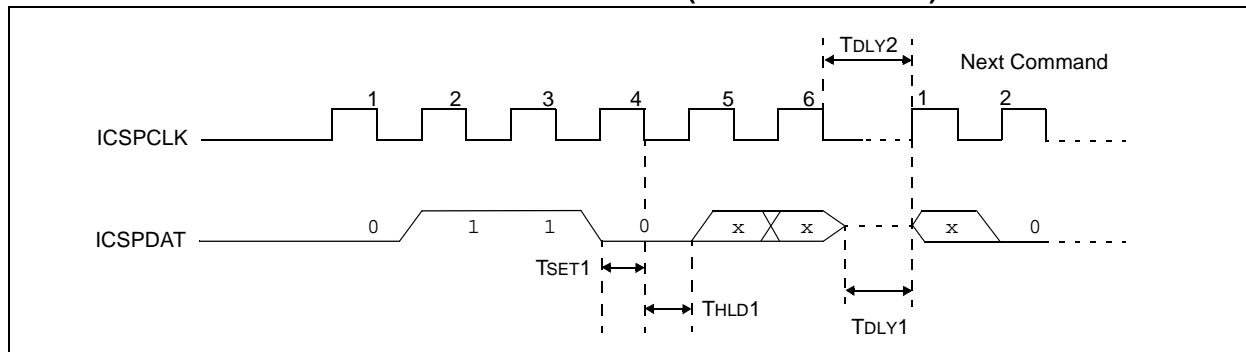 TDLY2
Next Command
1 2 3 4 5 6 1 2
ICSPCLK
ICSPDAT
0 1 1 0 x x x 0
TSET1
THLD1
TDLY1